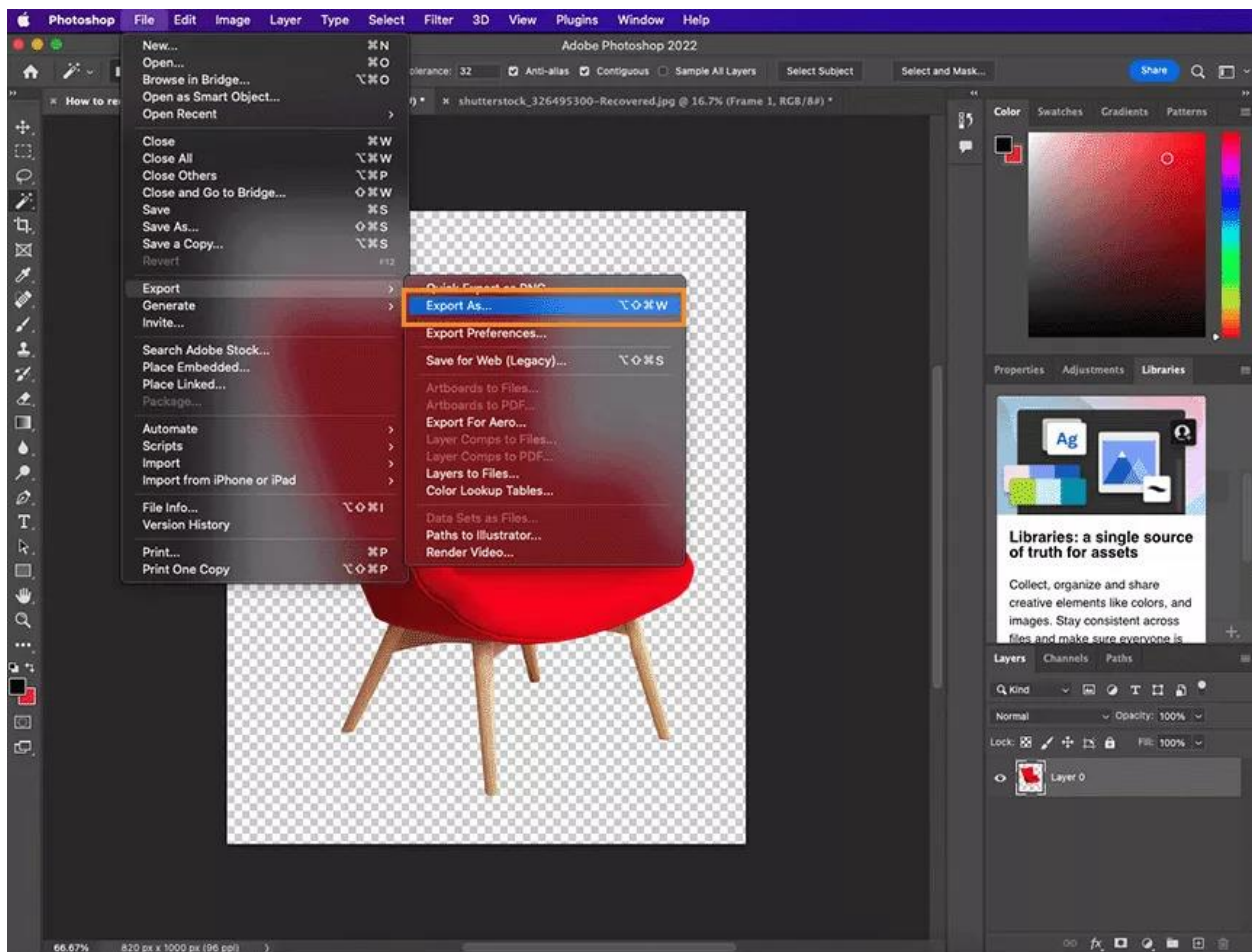 Photoshop File Edit Image Layer Type Select Filter 3D View Plugins Window Help
Adobe Photoshop 2022
olerance: 32 Anti-alias Contiguous Sample All Layers Select Subject Select and Mask... Share
× How to re
)* × shutterstock_326495300-Recovered.jpg @ 16.7% (Frame 1, RGB/8#) *
New... ⌘N
Open... ⌘O
Browse in Bridge... ⌥⌘O
Open as Smart Object...
Open Recent >
Close ⌘W
Close All ⌥⌘W
Close Others ⌥⌘P
Close and Go to Bridge... ⇧⌘W
Save ⌘S
Save As... ⇧⌘S
Save a Copy... ⌥⌘S
Revert F12
Export >
Generate >
Invite...
Search Adobe Stock...
Place Embedded...
Place Linked...
Package...
Automate >
Scripts >
Import >
Import from iPhone or iPad >
File Info... ⌥⇧⌘I
Version History
Print... ⌘P
Print One Copy ⌥⇧⌘P
Quick Export as PNG
Export As... ⌥⇧⌘W
Export Preferences...
Save for Web (Legacy)... ⌥⇧⌘S
Artboards to Files...
Artboards to PDF...
Export For Aero...
Layer Comps to Files...
Layer Comps to PDF...
Layers to Files...
Color Lookup Tables...
Data Sets as Files...
Paths to Illustrator...
Render Video...
Color Swatches Gradients Patterns
Properties Adjustments Libraries
Ag
Libraries: a single source
of truth for assets
Collect, organize and share
creative elements like colors, and
images. Stay consistent across
files and make sure everyone is
Layers Channels Paths
Kind
Normal Opacity: 100%
Lock: Fill: 100%
Layer 0
66.67% 820 px x 1000 px (96 ppi) >